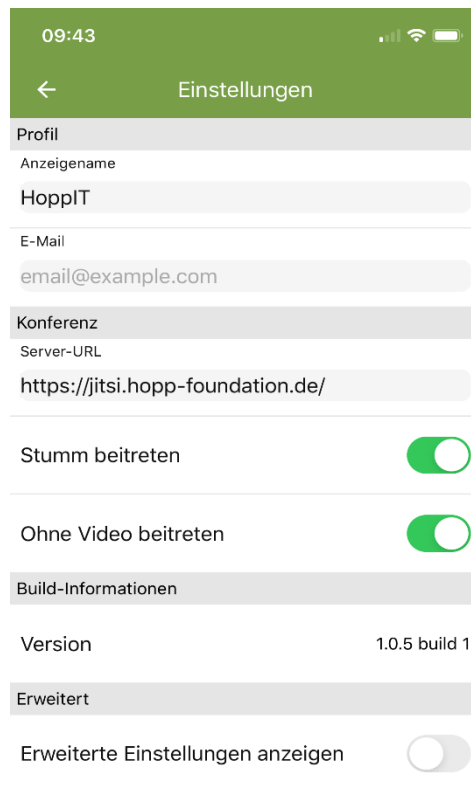 09:43
Einstellungen
Profil
Anzeigename
HoppIT
E-Mail
email@example.com
Konferenz
Server-URL
https://jitsi.hopp-foundation.de/
Stumm beitreten
Ohne Video beitreten
Build-Informationen
Version 1.0.5 build 1
Erweitert
Erweiterte Einstellungen anzeigen